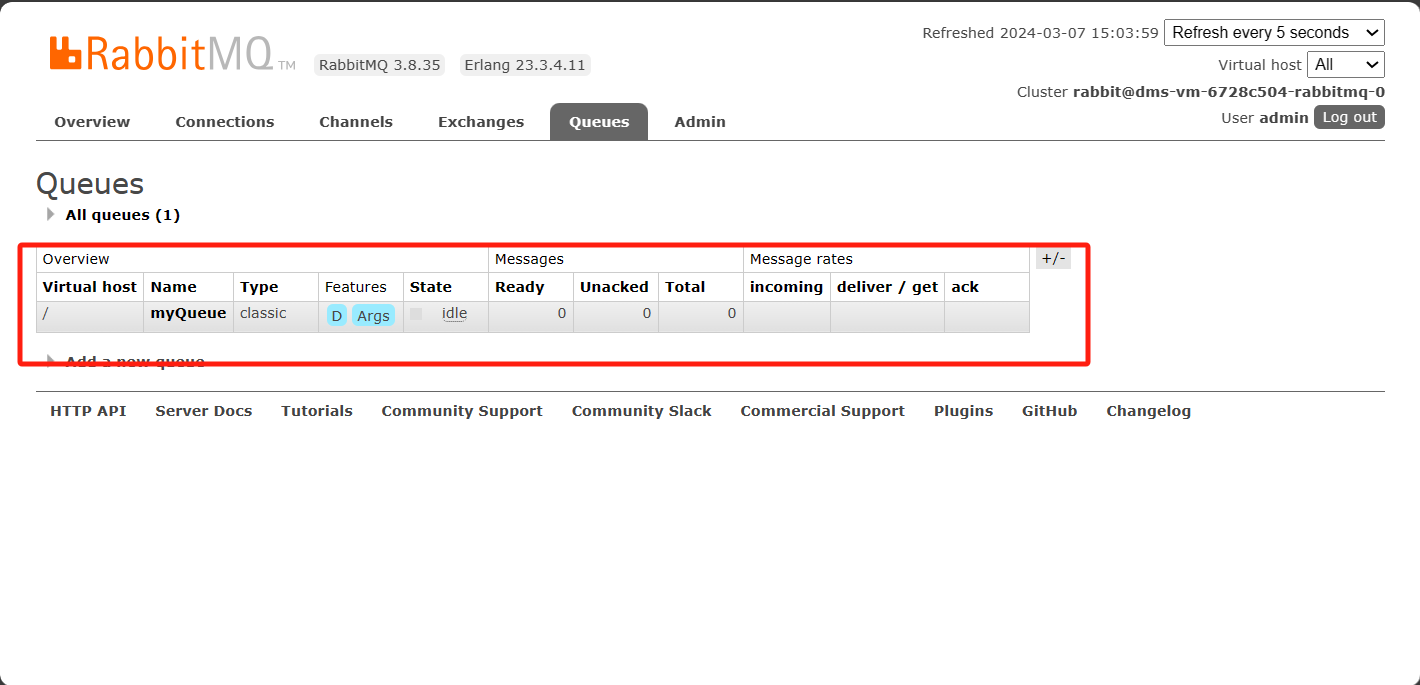 Refreshed 2024-03-07 15:03:59 Refresh every 5 seconds
RabbitMQ TM RabbitMQ 3.8.35 Erlang 23.3.4.11
Virtual host All
Cluster rabbit@dms-vm-6728c504-rabbitmq-0
User admin Log out
Overview Connections Channels Exchanges Queues Admin
Queues
All queues (1)
Overview Messages Message rates +/-
Virtual host Name Type Features State Ready Unacked Total incoming deliver / get ack
/ myQueue classic D Args idle 0 0 0
Add a new queue
HTTP API Server Docs Tutorials Community Support Community Slack Commercial Support Plugins GitHub Changelog